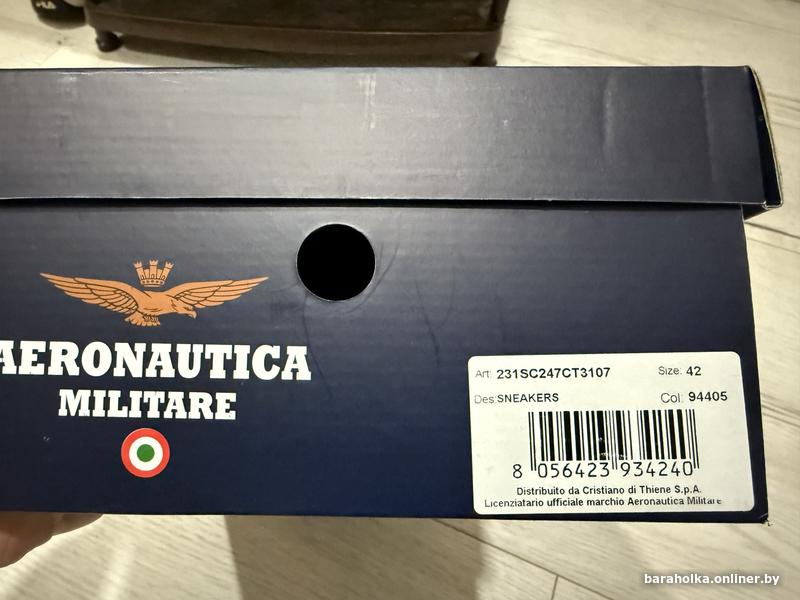 AERONAUTICA
MILITARE
Art: 231SC247CT3107 Size: 42
Des:SNEAKERS Col: 94405
8 056423 934240
Distribuito da Cristiano di Thiene S.p.A.
Licenziatario ufficiale marchio Aeronautica Militare
baraholka.onliner.by
FILA